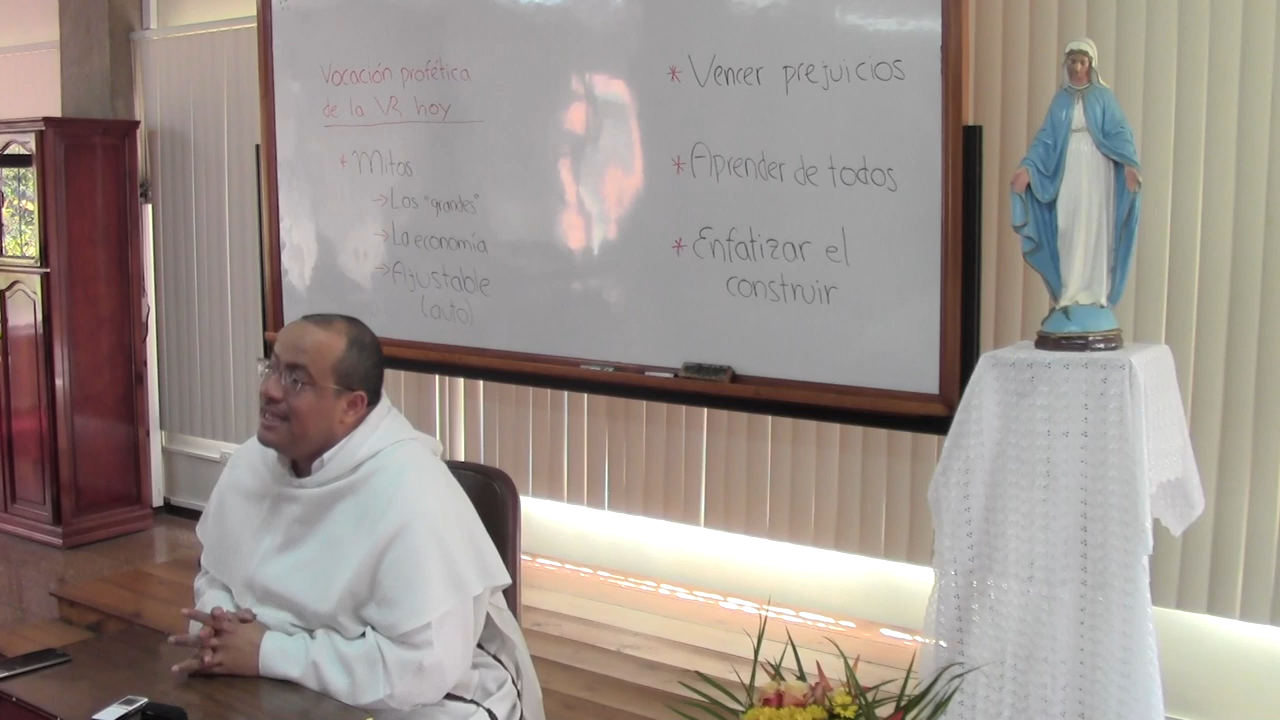 Vocación profética
de la VR hoy
* Mitos
→ Los "grandes"
→ La economía
→ Ajustable
(auto)
* Vencer prejuicios
* Aprender de todos
* Enfatizar el
construir